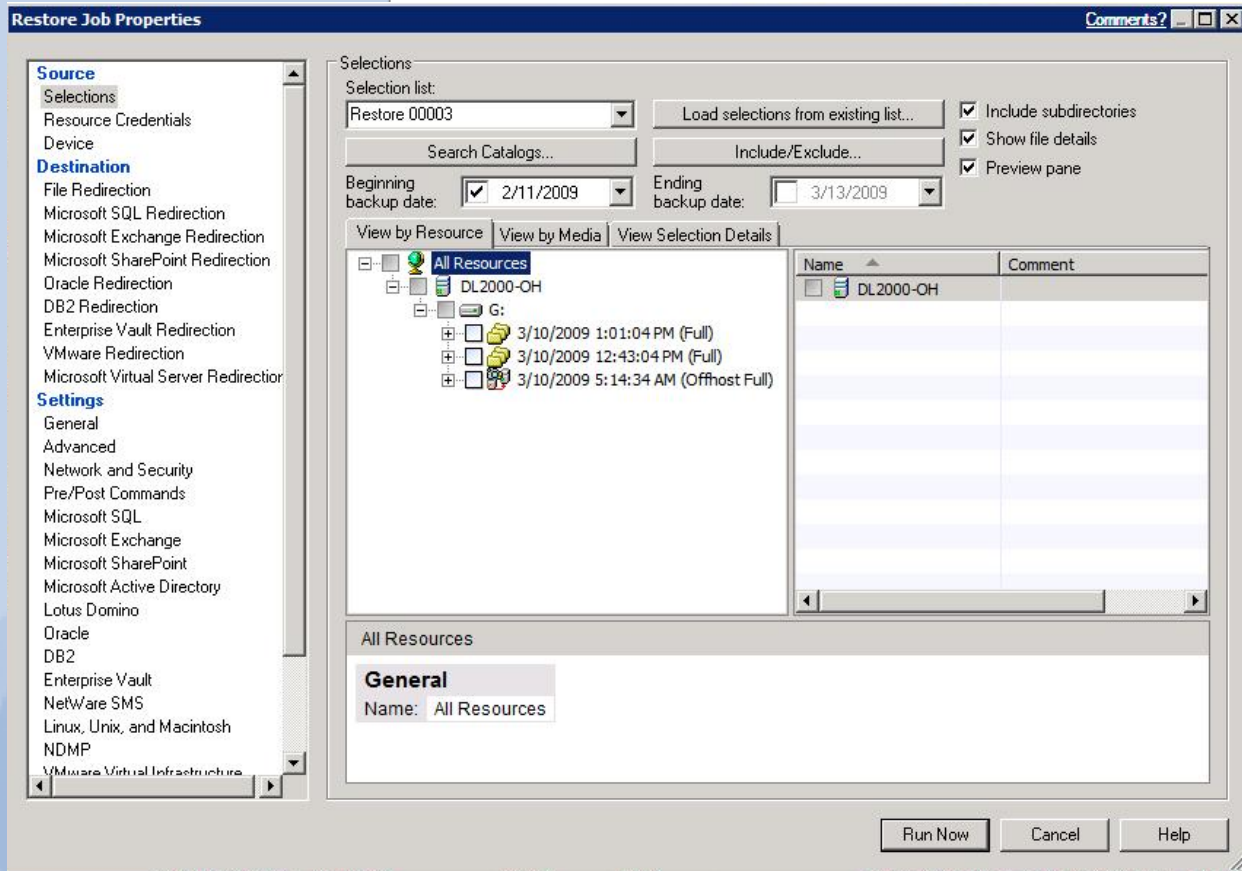 Restore Job Properties
Comments?
Source
Selections
Resource Credentials
Device
Destination
File Redirection
Microsoft SQL Redirection
Microsoft Exchange Redirection
Microsoft SharePoint Redirection
Oracle Redirection
DB2 Redirection
Enterprise Vault Redirection
VMware Redirection
Microsoft Virtual Server Redirection
Settings
General
Advanced
Network and Security
Pre/Post Commands
Microsoft SQL
Microsoft Exchange
Microsoft SharePoint
Microsoft Active Directory
Lotus Domino
Oracle
DB2
Enterprise Vault
NetWare SMS
Linux, Unix, and Macintosh
NDMP
VMware Virtual Infrastructure
Selections
Selection list:
Restore 00003
Load selections from existing list...
Include subdirectories
Search Catalogs...
Include/Exclude...
Show file details
Preview pane
Beginning
backup date:
2/11/2009
Ending
backup date:
3/13/2009
View by Resource
View by Media
View Selection Details
All Resources
DL2000-OH
G:
3/10/2009 1:01:04 PM (Full)
3/10/2009 12:43:04 PM (Full)
3/10/2009 5:14:34 AM (Offhost Full)
Name
Comment
DL2000-OH
All Resources
General
Name: All Resources
Run Now
Cancel
Help